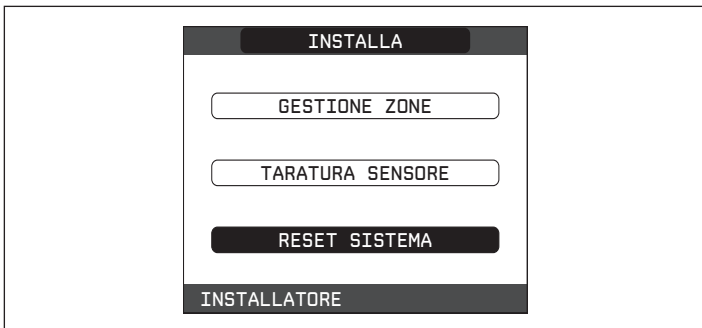 INSTALLA
GESTIONE ZONE
TARATURA SENSORE
RESET SISTEMA
INSTALLATORE